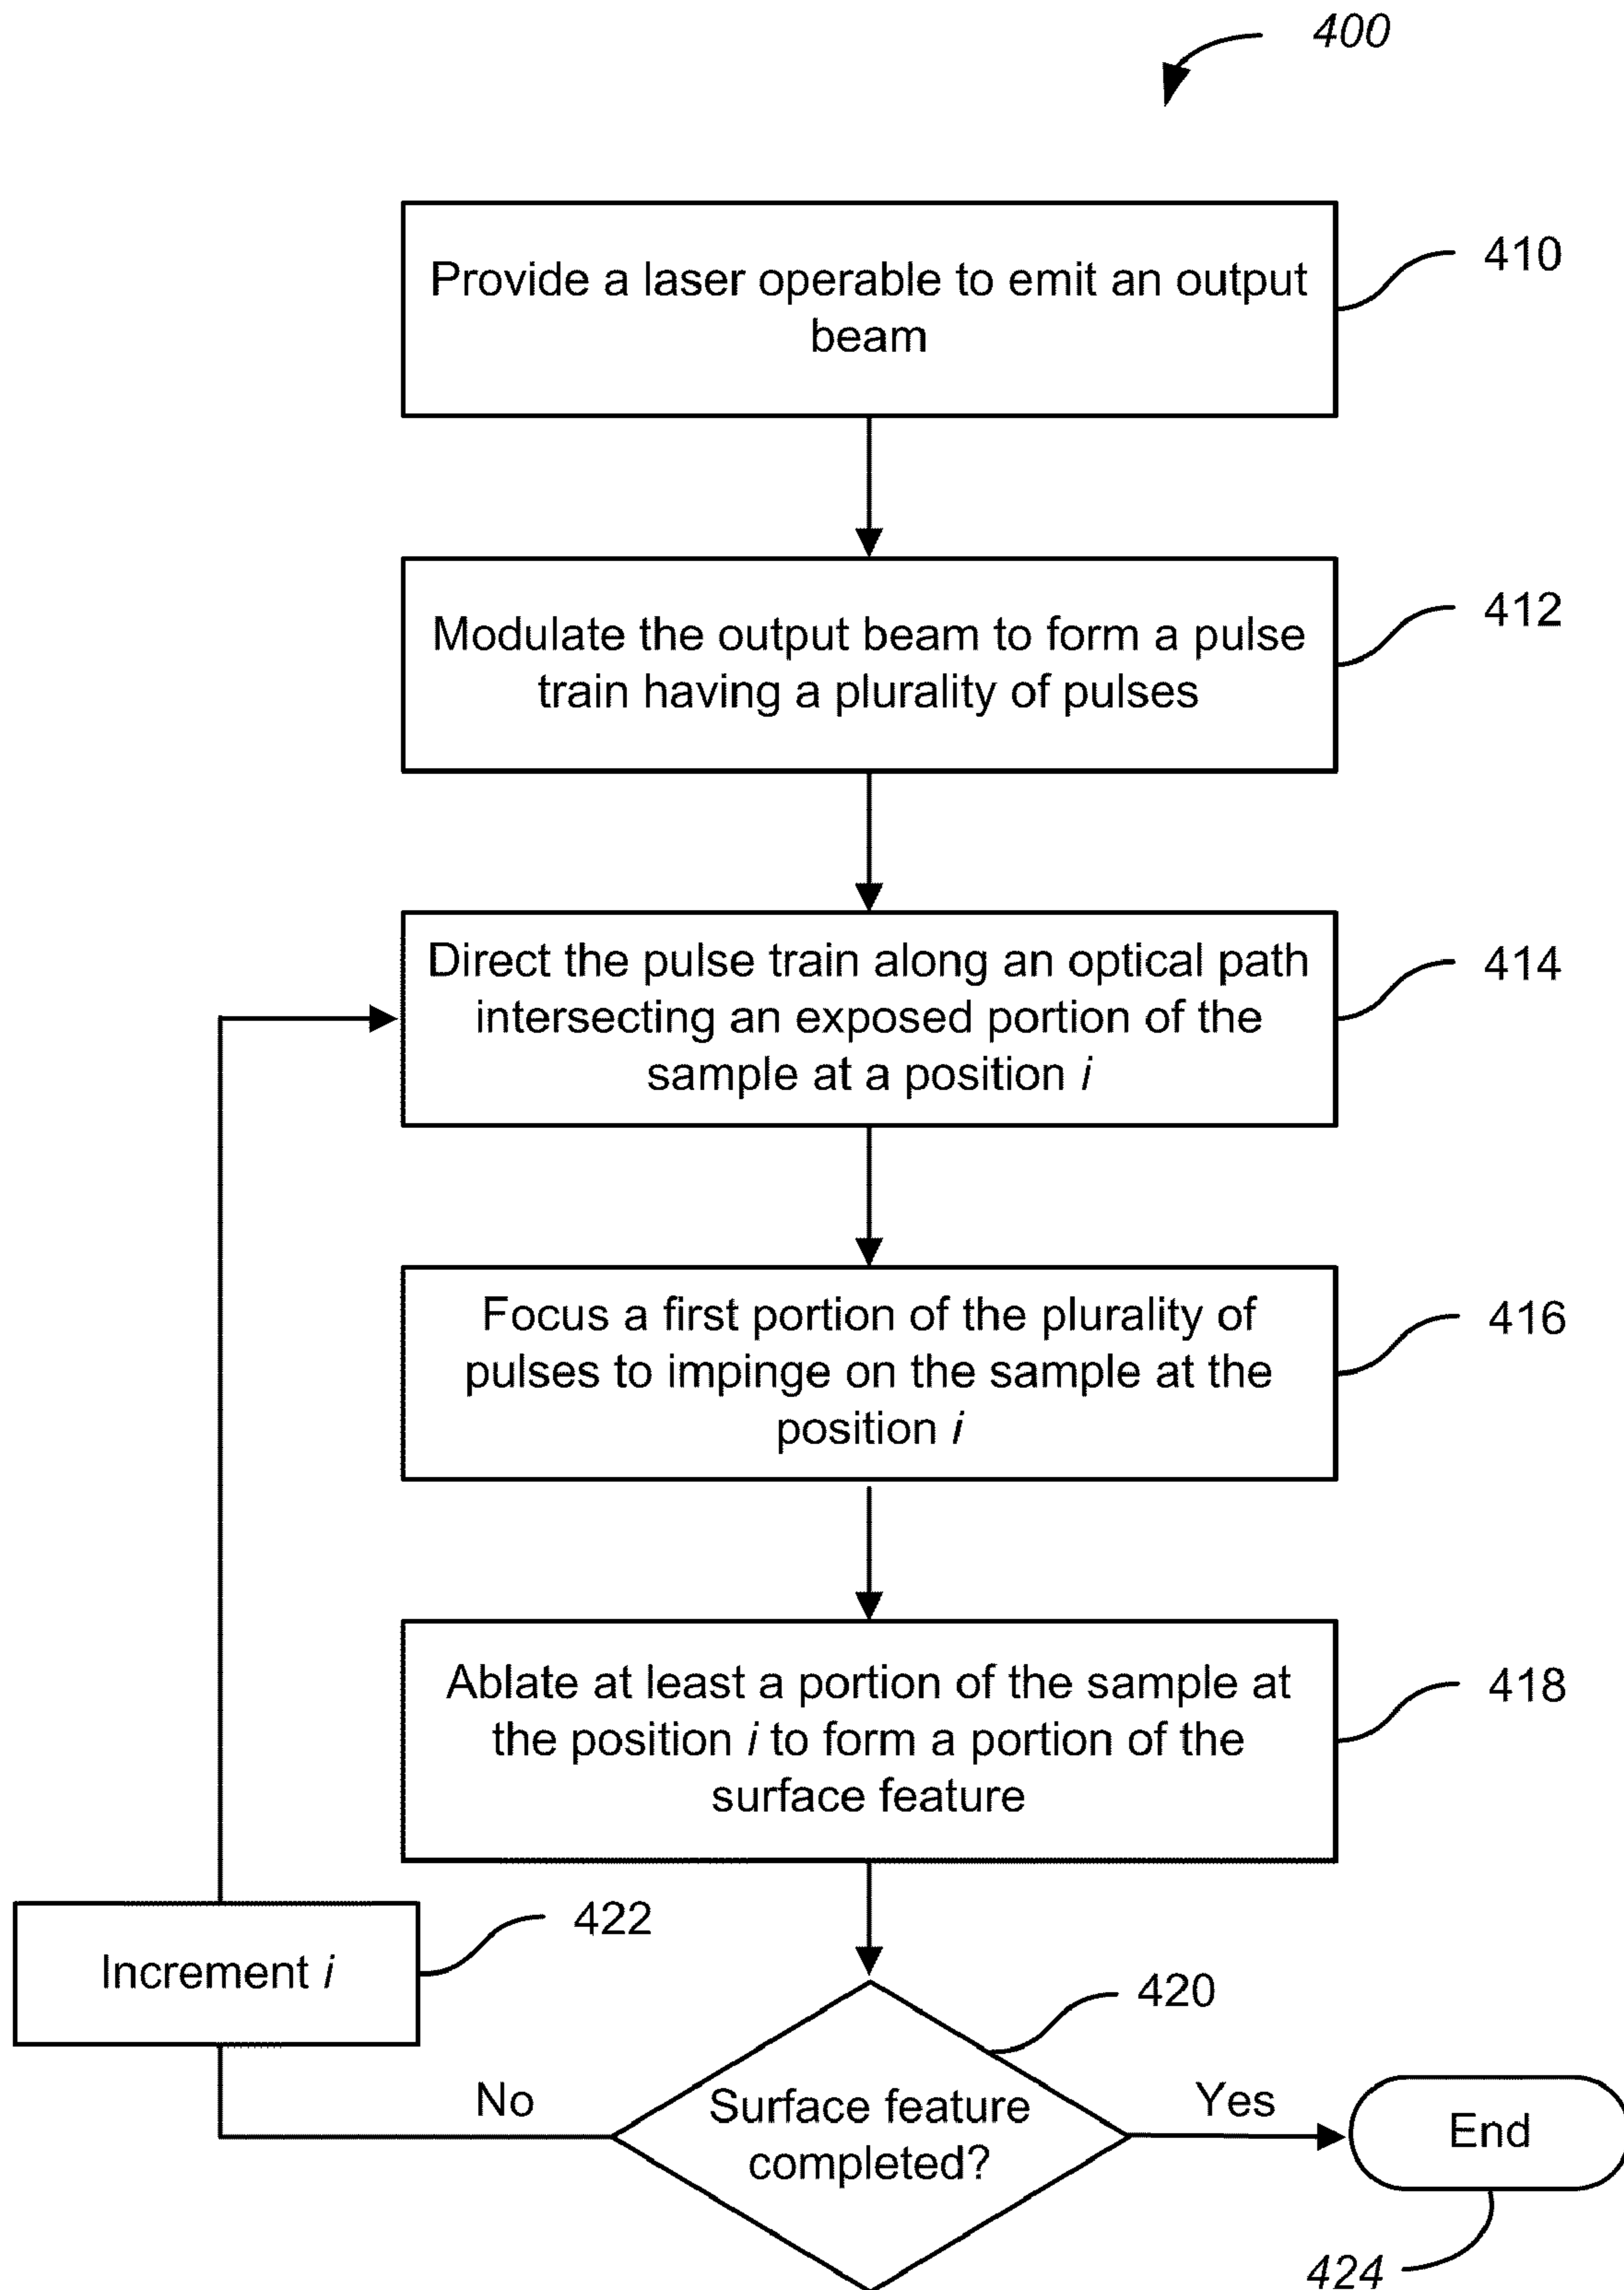 400
Provide a laser operable to emit an output
beam
410
Modulate the output beam to form a pulse
train having a plurality of pulses
412
Direct the pulse train along an optical path
intersecting an exposed portion of the
sample at a position i
414
Focus a first portion of the plurality of
pulses to impinge on the sample at the
position i
416
Ablate at least a portion of the sample at
the position i to form a portion of the
surface feature
418
Increment i
422
420
Surface feature
completed?
No
Yes
End
424